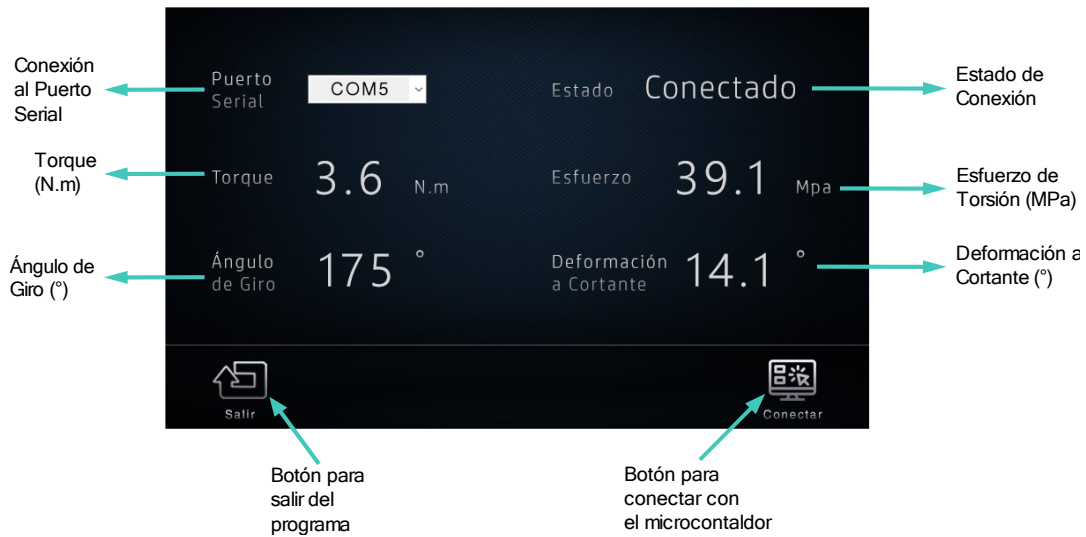 Conexión
al Puerto
Serial
Puerto
Serial
COM5
Estado
Conectado
Estado de
Conexión
Torque
(N.m)
Torque
3.6
N.m
Esfuerzo
39.1
Mpa
Esfuerzo de
Torsión (MPa)
Ángulo de
Giro (°)
Ángulo
de Giro
175 °
Deformación
a Cortante
14.1 °
Deformación a
Cortante (°)
Salir
Conectar
Botón para
salir del
programa
Botón para
conectar con
el microcontaldor